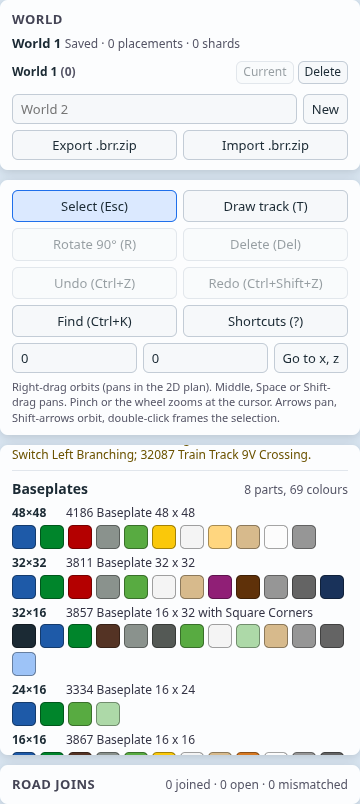 WORLD
World 1 Saved · 0 placements · 0 shards
World 1 (0) Current Delete
World 2 New
Export .brr.zip Import .brr.zip
Select (Esc) Draw track (T)
Rotate 90° (R) Delete (Del)
Undo (Ctrl+Z) Redo (Ctrl+Shift+Z)
Find (Ctrl+K) Shortcuts (?)
0 0 Go to x, z
Right-drag orbits (pans in the 2D plan). Middle, Space or Shift-
drag pans. Pinch or the wheel zooms at the cursor. Arrows pan,
Shift-arrows orbit, double-click frames the selection.
Switch Left Branching; 32087 Train Track 9V Crossing.
Baseplates 8 parts, 69 colours
48×48 4186 Baseplate 48 x 48
32×32 3811 Baseplate 32 x 32
32×16 3857 Baseplate 16 x 32 with Square Corners
24×16 3334 Baseplate 16 x 24
16×16 3867 Baseplate 16 x 16
ROAD JOINS 0 joined · 0 open · 0 mismatched